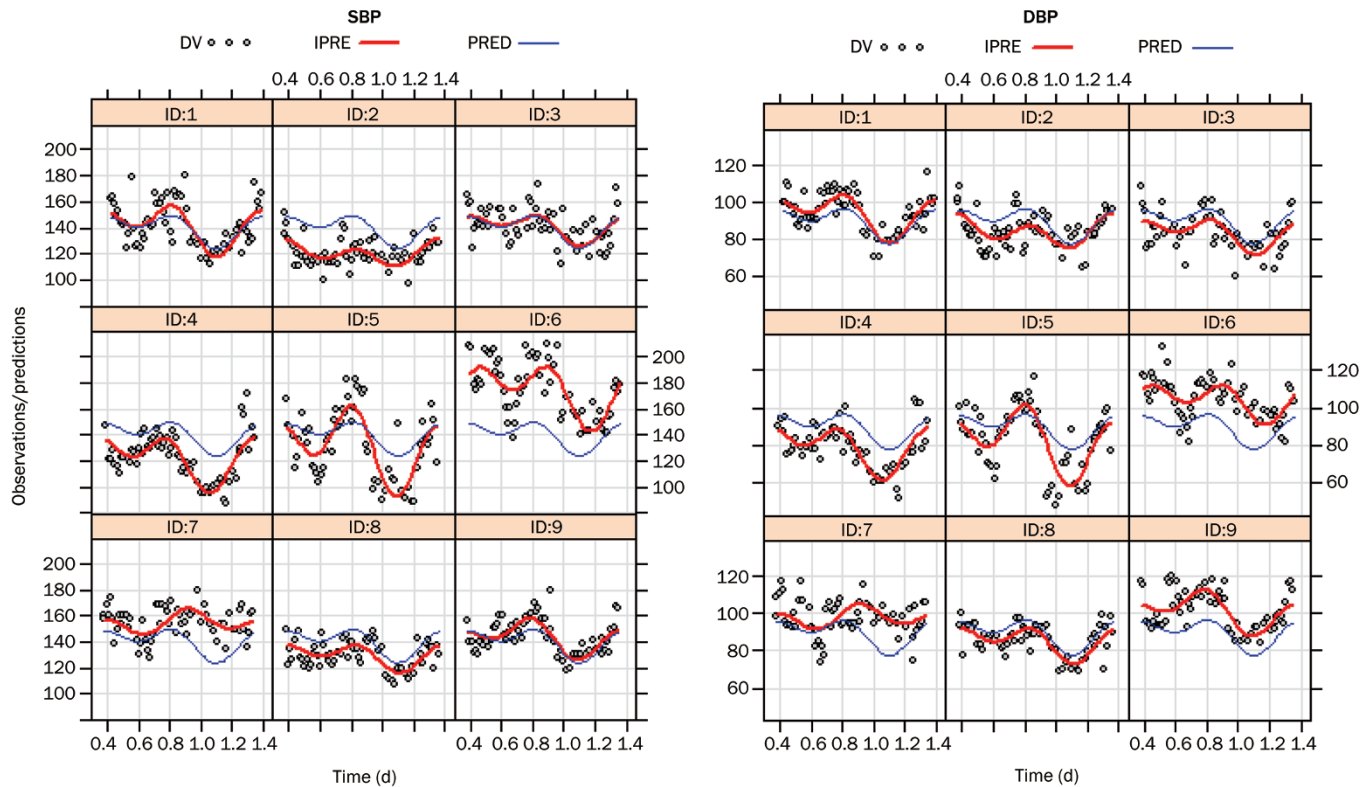 SBP
DV IPRE PRED
0.4 0.6 0.8 1.0 1.2 1.4
ID:1 ID:2 ID:3
200
180
160
140
120
100
ID:4 ID:5 ID:6
200
180
160
140
120
100
ID:7 ID:8 ID:9
200
180
160
140
120
100
0.4 0.6 0.8 1.0 1.2 1.4 0.4 0.6 0.8 1.0 1.2 1.4
Time (d)
Observations/predictions
DBP
DV IPRE PRED
0.4 0.6 0.8 1.0 1.2 1.4
ID:1 ID:2 ID:3
120
100
80
60
ID:4 ID:5 ID:6
120
100
80
60
ID:7 ID:8 ID:9
120
100
80
60
0.4 0.6 0.8 1.0 1.2 1.4 0.4 0.6 0.8 1.0 1.2 1.4
Time (d)